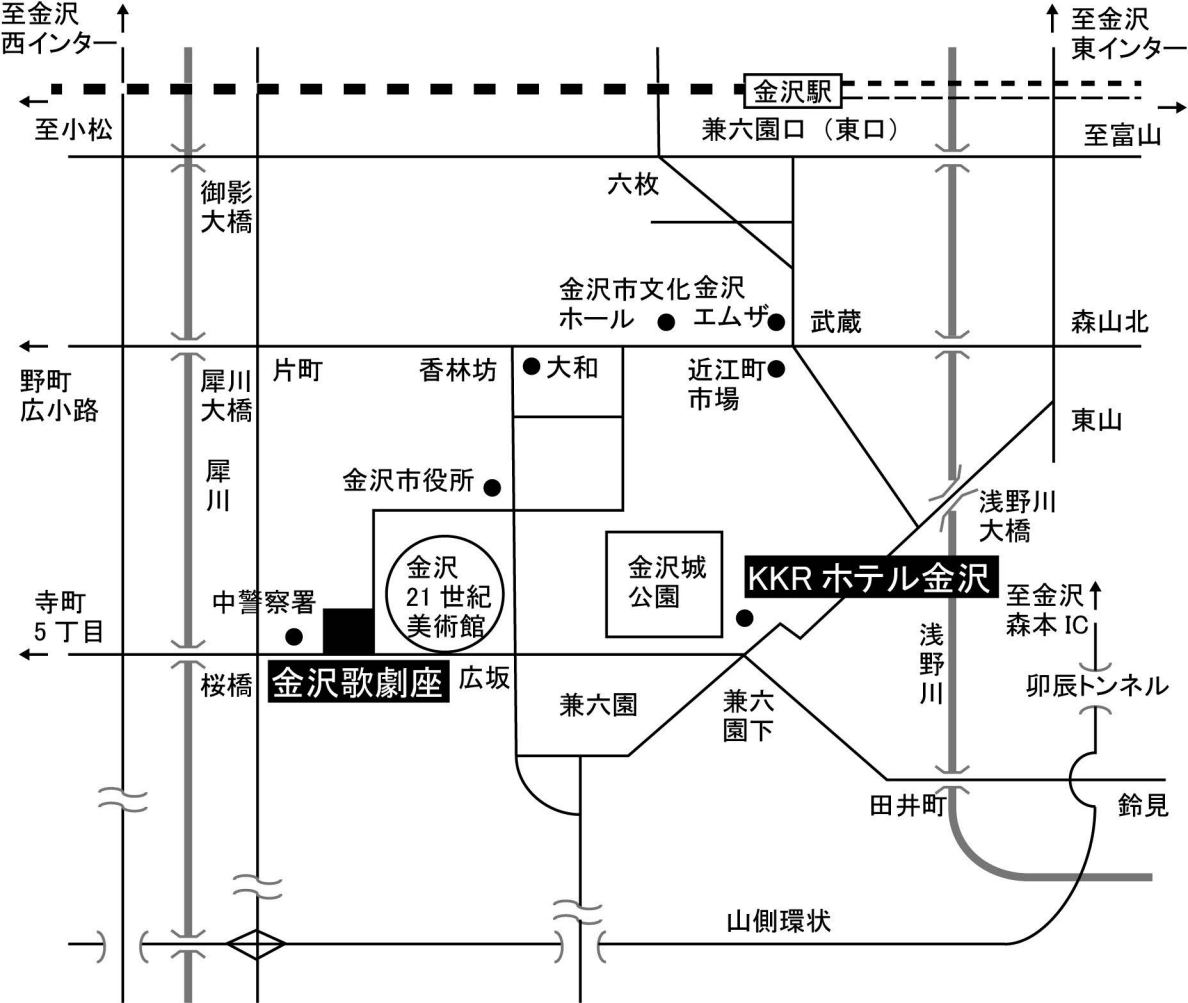 至金沢
西インター
至金沢
東インター
金沢駅
至小松
兼六園口（東口）
至富山
御影
大橋
六枚
金沢市文化
ホール
金沢
エムザ
武蔵
森山北
野町
広小路
犀川
大橋
片町
香林坊
大和
近江町
市場
東山
犀
川
金沢市役所
浅野川
大橋
金沢
21世紀
美術館
金沢城
公園
KKRホテル金沢
寺町
5丁目
中警察署
至金沢
森本IC
浅
野
川
桜橋
金沢歌劇座
広坂
兼六園
兼六
園下
卯辰トンネル
田井町
鈴見
山側環状